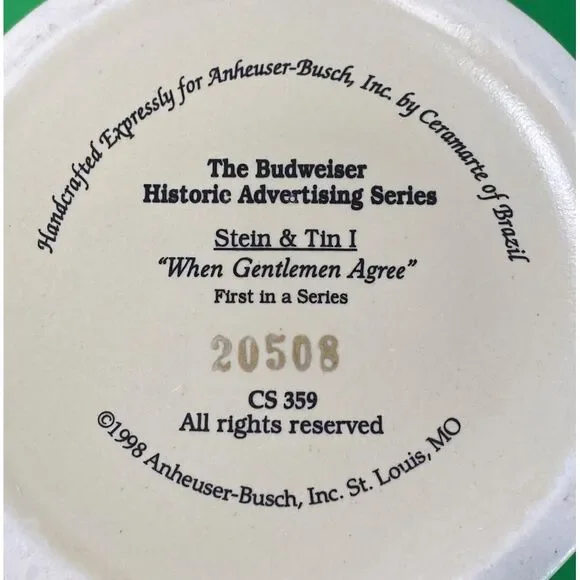 Handcrafted Expressly for Anheuser-Busch, Inc. by Ceramarte of Brazil
The Budweiser
Historic Advertising Series
Stein & Tin I
"When Gentlemen Agree"
First in a Series
20508
CS 359
All rights reserved
©1998 Anheuser-Busch, Inc. St. Louis, MO